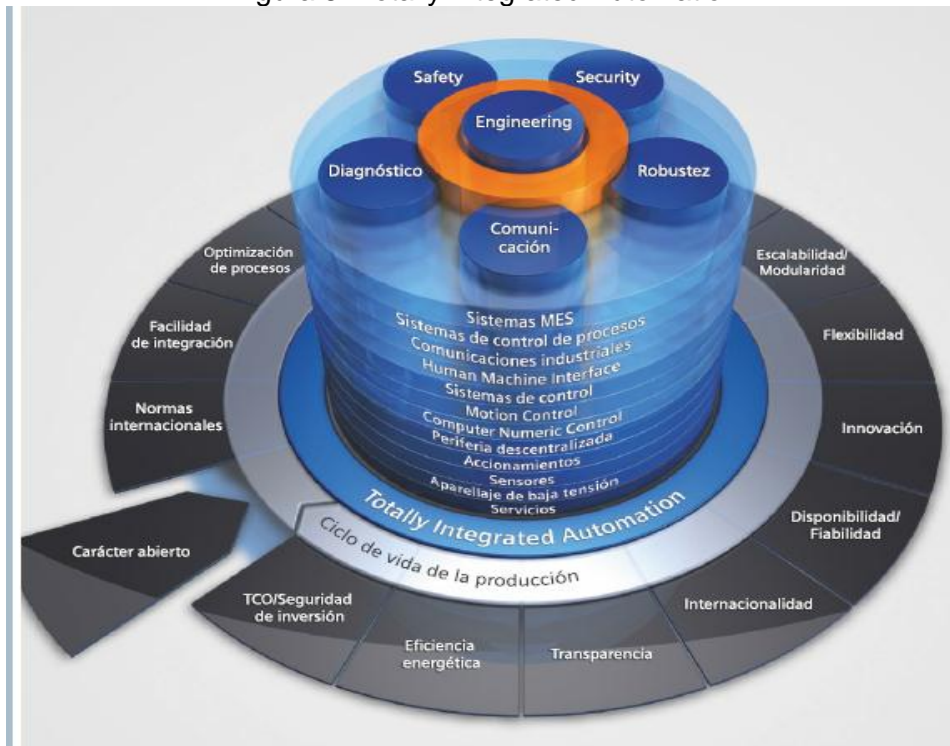 Safety
Security
Engineering
Diagnóstico
Robustez
Comuni-
cación
Optimización
de procesos
Escalabilidad/
Modularidad
Facilidad
de integración
Flexibilidad
Normas
internacionales
Innovación
Sistemas MES
Sistemas de control de procesos
Comunicaciones industriales
Human Machine Interface
Sistemas de control
Motion Control
Computer Numeric Control
Periferia descentralizada
Accionamientos
Sensores
Aparellaje de baja tensión
Servicios
Totally Integrated Automation
Ciclo de vida de la producción
Disponibilidad/
Fiabilidad
Carácter abierto
TCO/Seguridad
de inversión
Internacionalidad
Eficiencia
energética
Transparencia